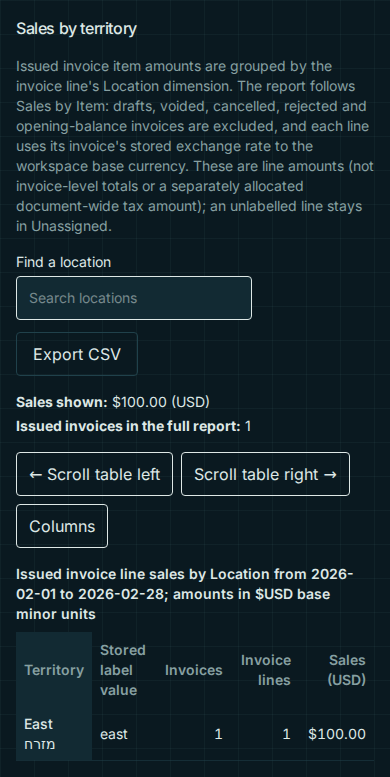 Sales by territory
Issued invoice item amounts are grouped by the
invoice line's Location dimension. The report follows
Sales by Item: drafts, voided, cancelled, rejected and
opening-balance invoices are excluded, and each line
uses its invoice's stored exchange rate to the
workspace base currency. These are line amounts (not
invoice-level totals or a separately allocated
document-wide tax amount); an unlabelled line stays
in Unassigned.
Find a location
Search locations
Export CSV
Sales shown: $100.00 (USD)
Issued invoices in the full report: 1
← Scroll table left
Scroll table right →
Columns
Issued invoice line sales by Location from 2026-
02-01 to 2026-02-28; amounts in $USD base
minor units
Territory
Stored
label
value
Invoices
Invoice
lines
Sales
(USD)
East
מזרח
east
1
1
$100.00